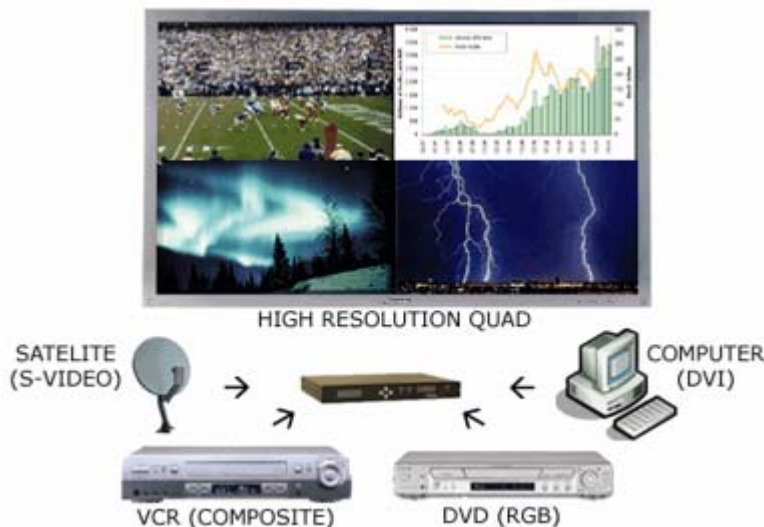 HIGH RESOLUTION QUAD
SATELITE
(S-VIDEO)
COMPUTER
(DVI)
VCR (COMPOSITE)
DVD (RGB)